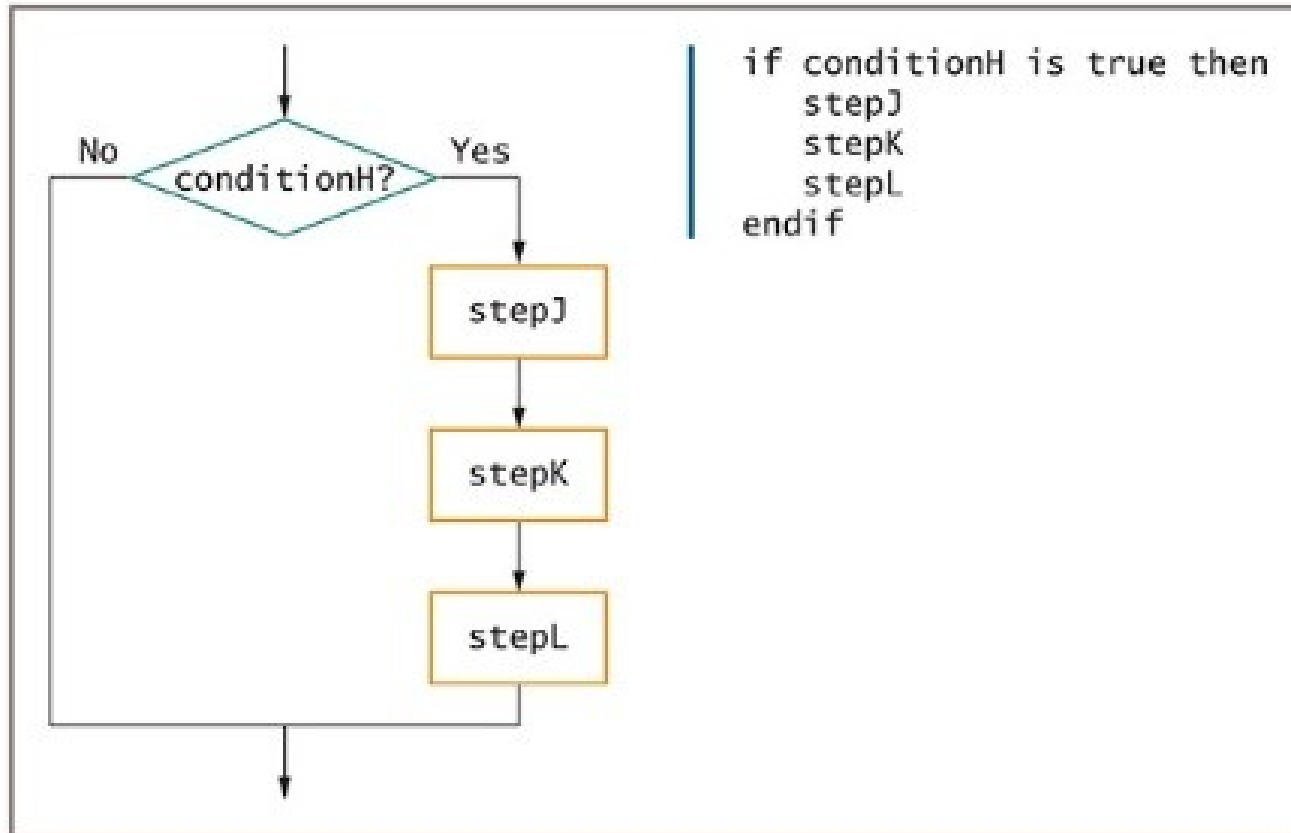 No
Yes
conditionH?
stepJ
stepK
stepL
if conditionH is true then
stepJ
stepK
stepL
endif